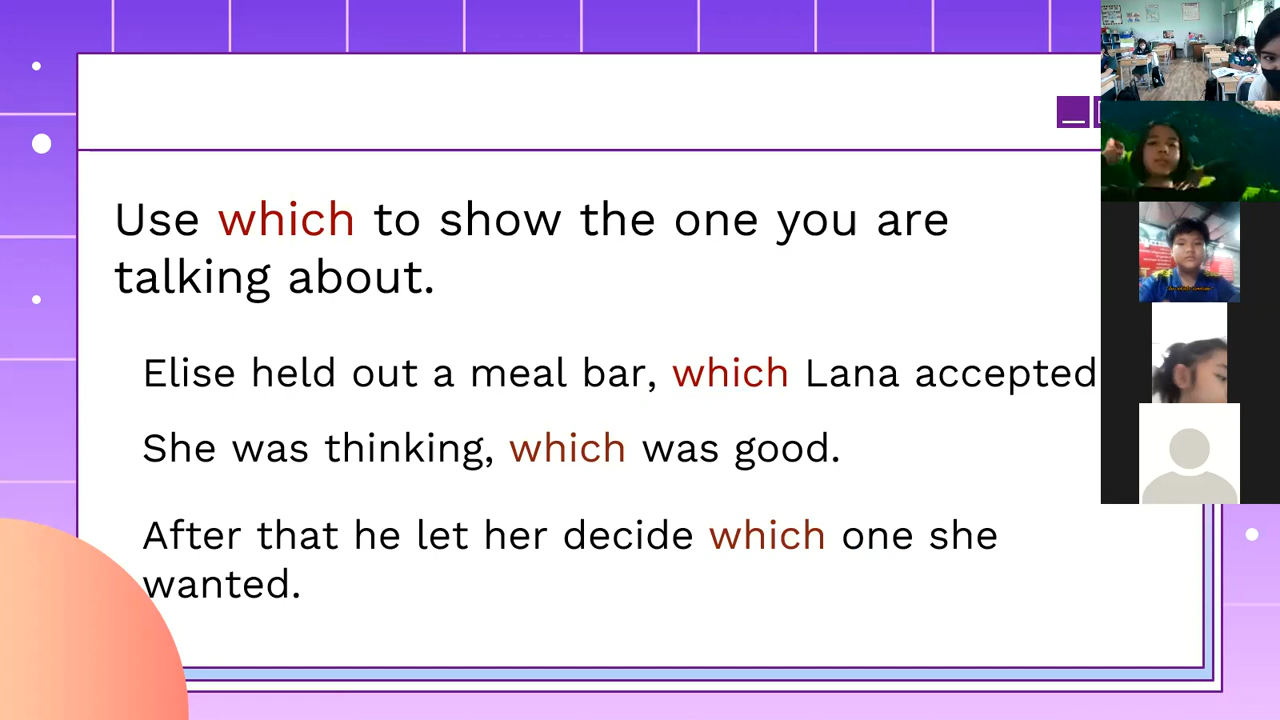 Use which to show the one you are
talking about.
Elise held out a meal bar, which Lana accepted
She was thinking, which was good.
After that he let her decide which one she
wanted.